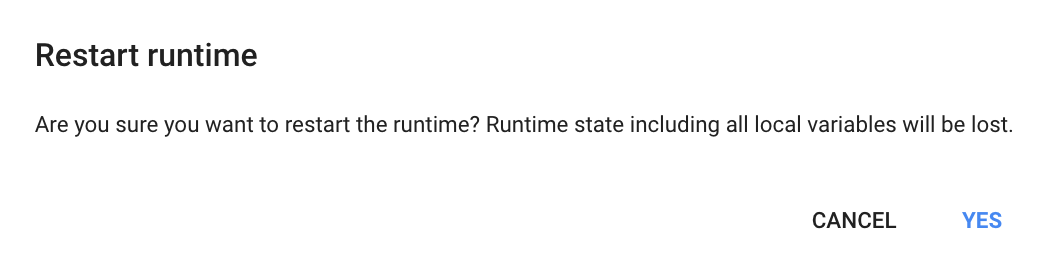 Restart runtime
Are you sure you want to restart the runtime? Runtime state including all local variables will be lost.
CANCEL YES